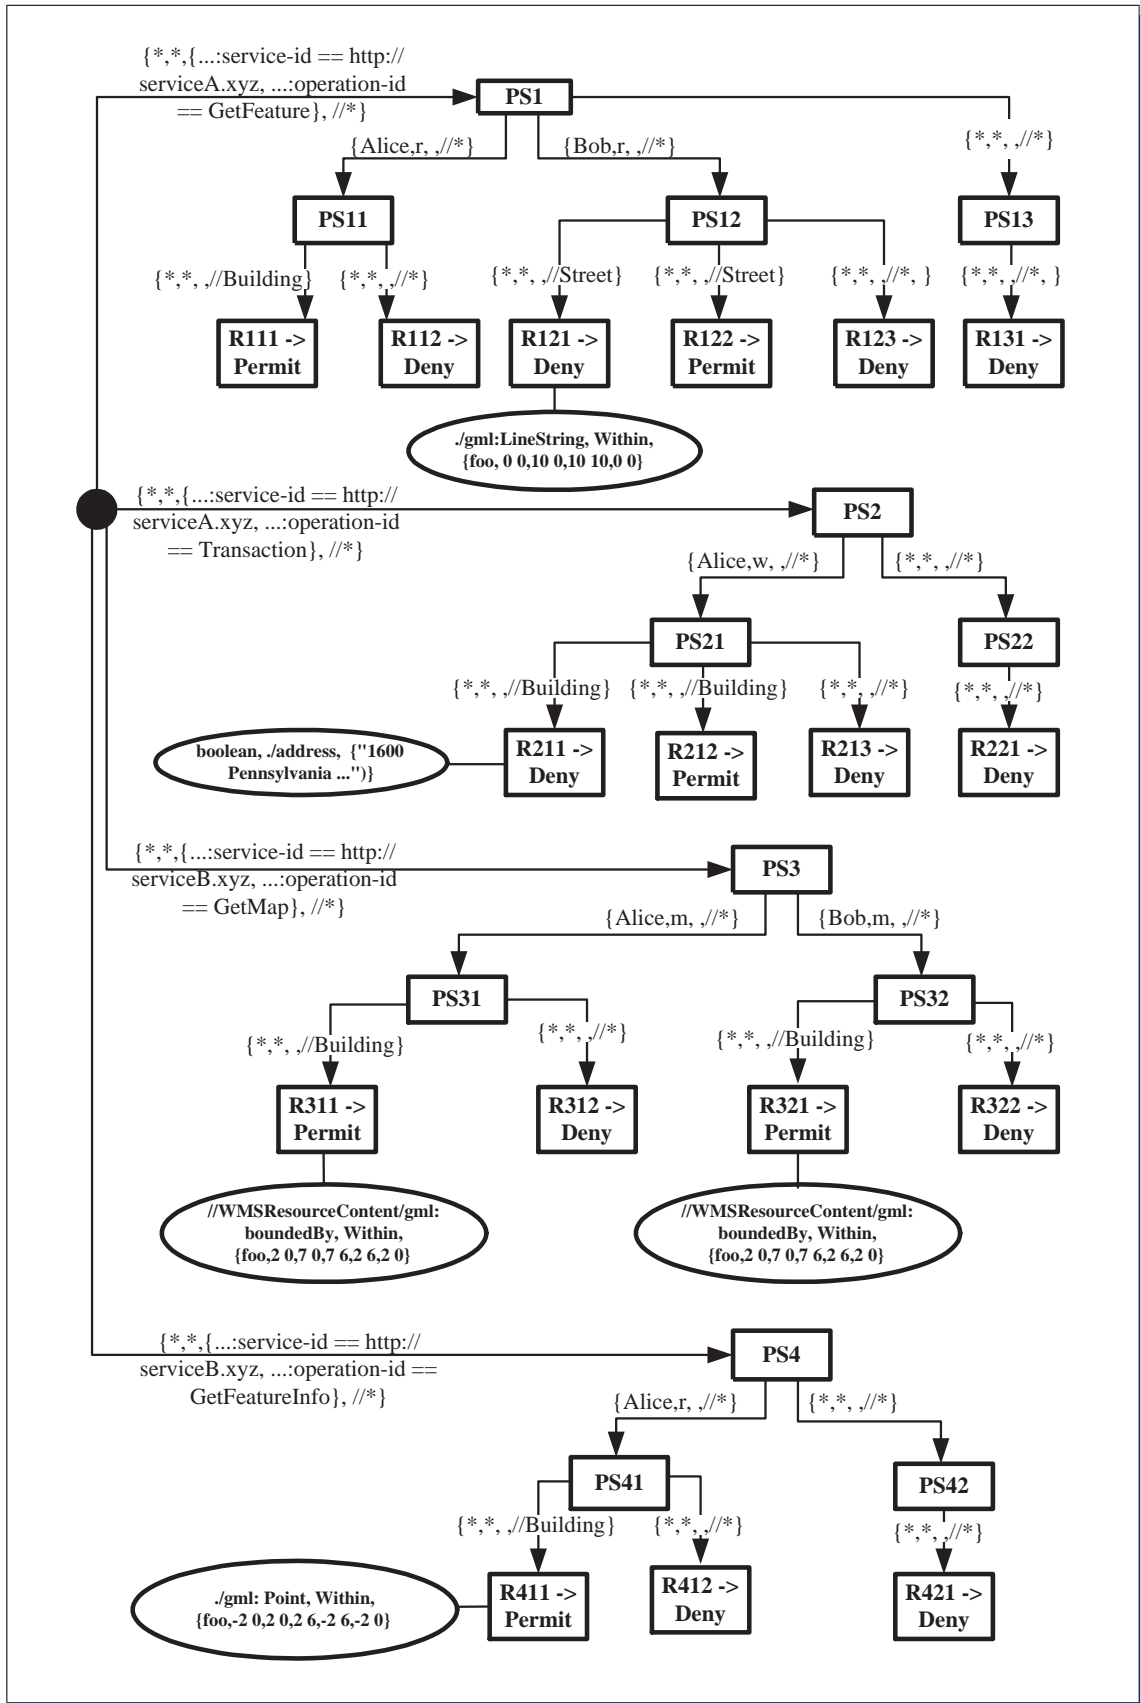 {*,*,{...:service-id == http://
serviceA.xyz, ...:operation-id
== GetFeature}, //*}
PS1
{Alice,r, ,//*}
{Bob,r, ,//*}
{*,*, ,//*}
PS11
PS12
PS13
{*,*, ,//Building}
{*,*, ,//*}
{*,*, ,//Street}
{*,*, ,//Street}
{*,*, ,//*, }
{*,*, ,//*, }
R111 ->
Permit
R112 ->
Deny
R121 ->
Deny
R122 ->
Permit
R123 ->
Deny
R131 ->
Deny
./gml:LineString, Within,
{foo, 0 0,10 0,10 10,0 0}
{*,*,{...:service-id == http://
serviceA.xyz, ...:operation-id
== Transaction}, //*}
PS2
{Alice,w, ,//*}
{*,*, ,//*}
PS21
PS22
{*,*, ,//Building}
{*,*, ,//Building}
{*,*, ,//*}
{*,*, ,//*}
boolean, ./address, {"1600
Pennsylvania ...")}
R211 ->
Deny
R212 ->
Permit
R213 ->
Deny
R221 ->
Deny
{*,*,{...:service-id == http://
serviceB.xyz, ...:operation-id
== GetMap}, //*}
PS3
{Alice,m, ,//*}
{Bob,m, ,//*}
PS31
PS32
{*,*, ,//Building}
{*,*, ,//*}
{*,*, ,//Building}
{*,*, ,//*}
R311 ->
Permit
R312 ->
Deny
R321 ->
Permit
R322 ->
Deny
//WMSResourceContent/gml:
boundedBy, Within,
{foo,2 0,7 0,7 6,2 6,2 0}
//WMSResourceContent/gml:
boundedBy, Within,
{foo,2 0,7 0,7 6,2 6,2 0}
{*,*,{...:service-id == http://
serviceB.xyz, ...:operation-id ==
GetFeatureInfo}, //*}
PS4
{Alice,r, ,//*}
{*,*, ,//*}
PS41
PS42
{*,*, ,//Building}
{*,*, ,//*}
{*,*, ,//*}
./gml: Point, Within,
{foo,-2 0,2 0,2 6,-2 6,-2 0}
R411 ->
Permit
R412 ->
Deny
R421 ->
Deny